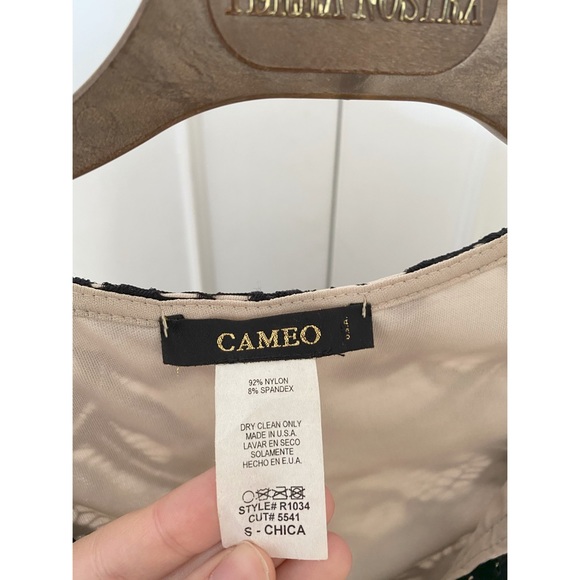 NOSTRA
CAMEO
92% NYLON
8% SPANDEX
DRY CLEAN ONLY
MADE IN U.S.A.
LAVAR EN SECO
SOLAMENTE
HECHO EN E.U.A.
STYLE# R1034
CUT# 5541
S - CHICA